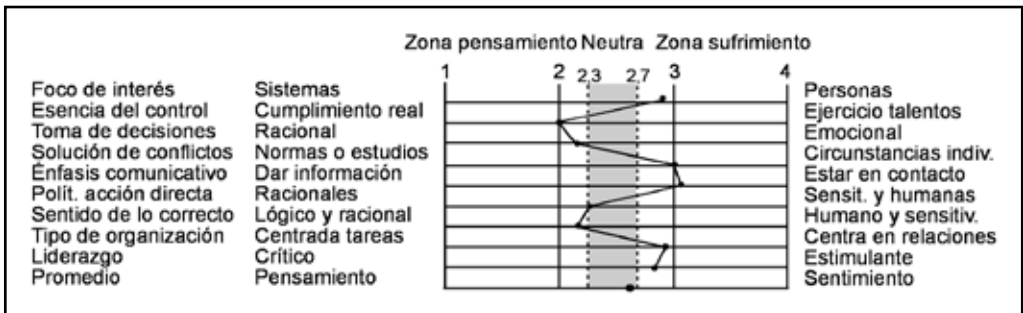 Zona pensamiento Neutra Zona sufrimiento
1 2 2,3 2,7 3 4
Foco de interés Sistemas Personas
Esencia del control Cumplimiento real Ejercicio talentos
Toma de decisiones Racional Emocional
Solución de conflictos Normas o estudios Circunstancias indiv.
Énfasis comunicativo Dar información Estar en contacto
Polít. acción directa Racionales Sensit. y humanas
Sentido de lo correcto Lógico y racional Humano y sensitiv.
Tipo de organización Centrada tareas Centra en relaciones
Liderazgo Crítico Estimulante
Promedio Pensamiento Sentimiento